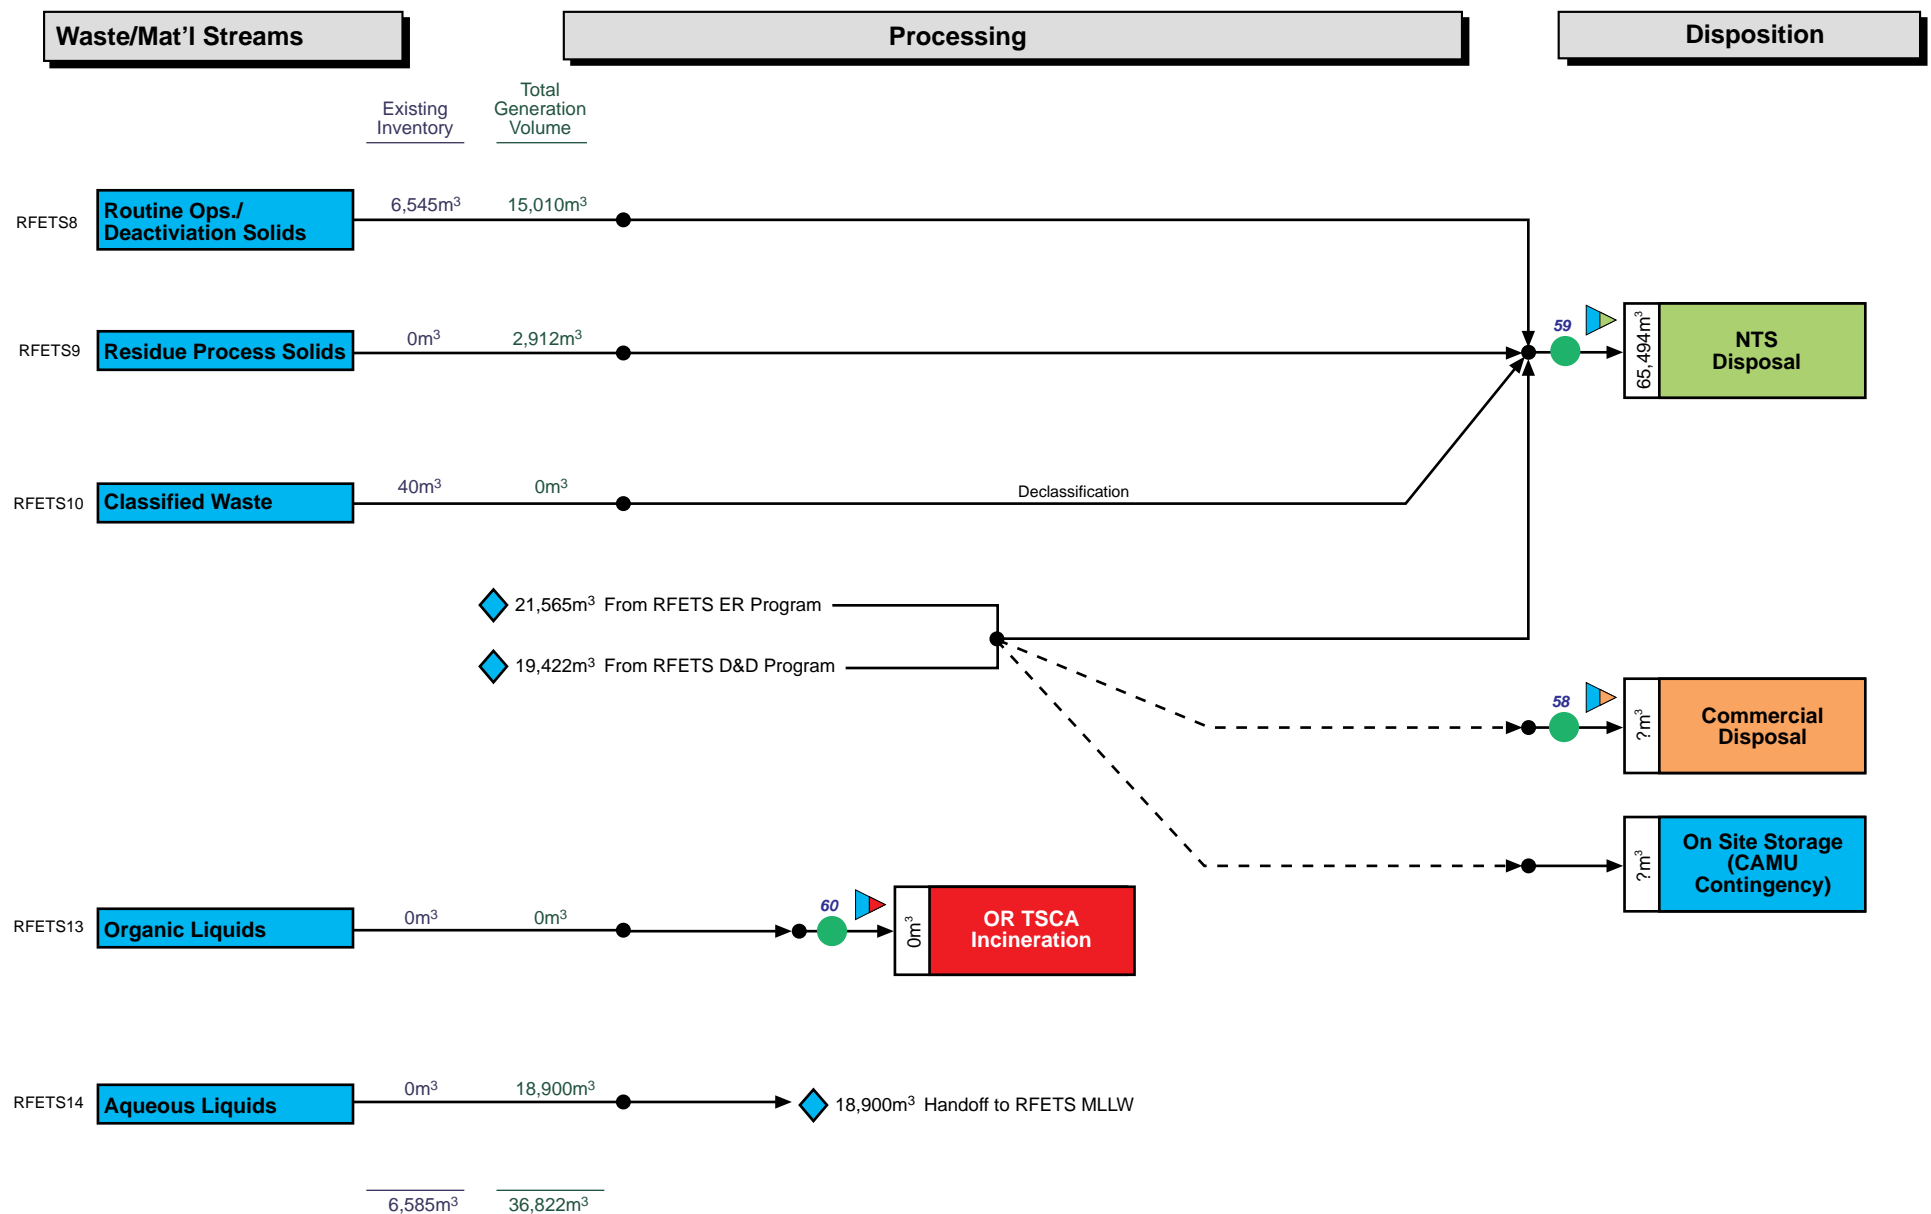 Waste/Mat'l Streams
Processing
Disposition
Existing
Inventory
Total
Generation
Volume
RFETS8
Routine Ops./
Deactiviation Solids
6,545m³
15,010m³
RFETS9
Residue Process Solids
0m³
2,912m³
59
65,494m³
NTS
Disposal
RFETS10
Classified Waste
40m³
0m³
Declassification
21,565m³ From RFETS ER Program
19,422m³ From RFETS D&D Program
58
?m³
Commercial
Disposal
?m³
On Site Storage
(CAMU
Contingency)
RFETS13
Organic Liquids
0m³
0m³
60
0m³
OR TSCA
Incineration
RFETS14
Aqueous Liquids
0m³
18,900m³
18,900m³ Handoff to RFETS MLLW
6,585m³
36,822m³